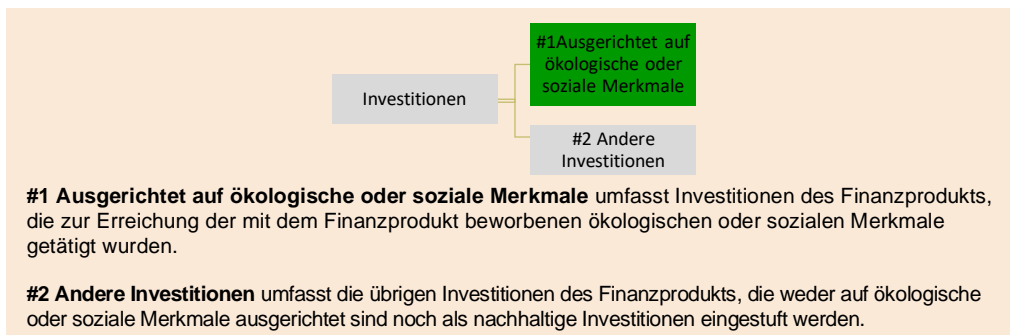 #1Ausgerichtet auf
ökologische oder
soziale Merkmale
Investitionen
#2 Andere
Investitionen
#1 Ausgerichtet auf ökologische oder soziale Merkmale umfasst Investitionen des Finanzprodukts,
die zur Erreichung der mit dem Finanzprodukt beworbenen ökologischen oder sozialen Merkmale
getätigt wurden.
#2 Andere Investitionen umfasst die übrigen Investitionen des Finanzprodukts, die weder auf ökologische
oder soziale Merkmale ausgerichtet sind noch als nachhaltige Investitionen eingestuft werden.